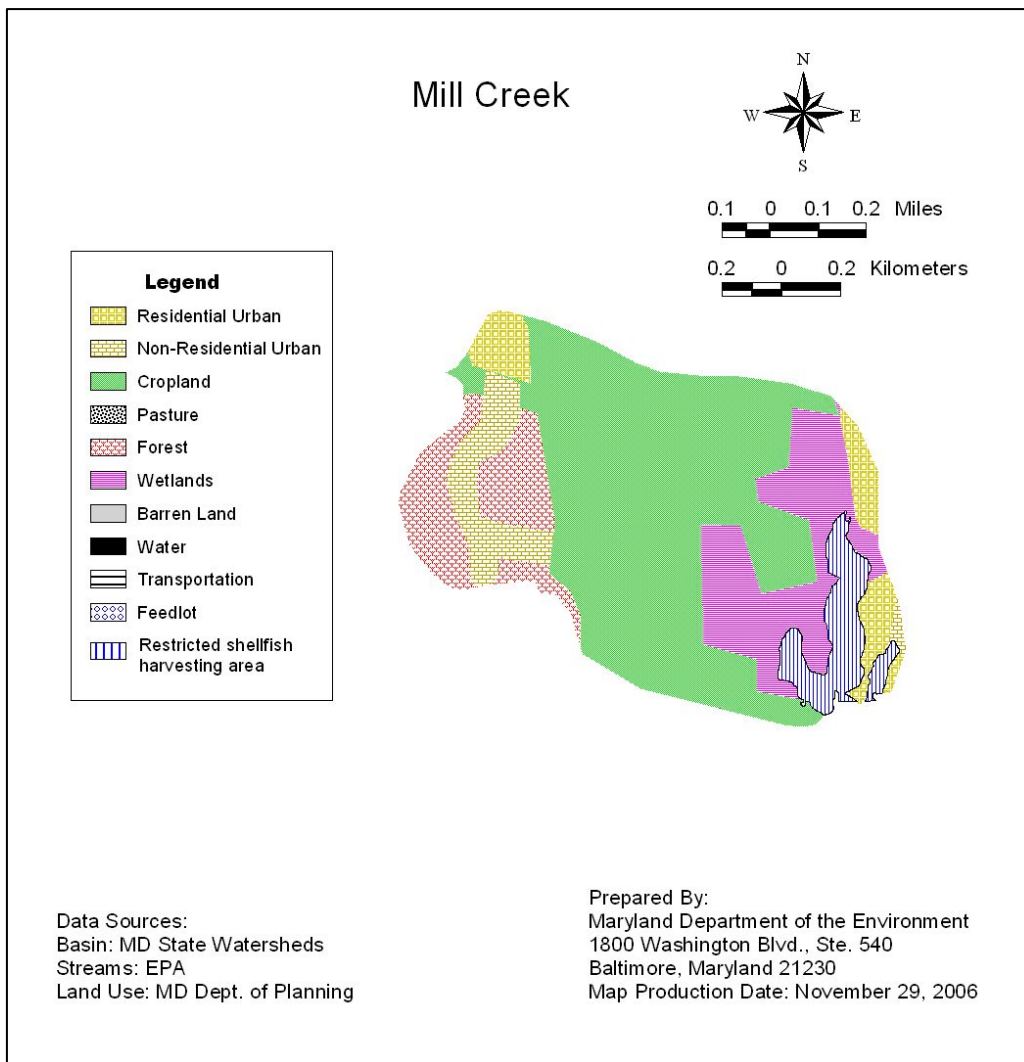 Mill Creek
N
W E
S
0.1 0 0.1 0.2 Miles
0.2 0 0.2 Kilometers
Legend
Residential Urban
Non-Residential Urban
Cropland
Pasture
Forest
Wetlands
Barren Land
Water
Transportation
Feedlot
Restricted shellfish
harvesting area
Data Sources:
Basin: MD State Watersheds
Streams: EPA
Land Use: MD Dept. of Planning
Prepared By:
Maryland Department of the Environment
1800 Washington Blvd., Ste. 540
Baltimore, Maryland 21230
Map Production Date: November 29, 2006